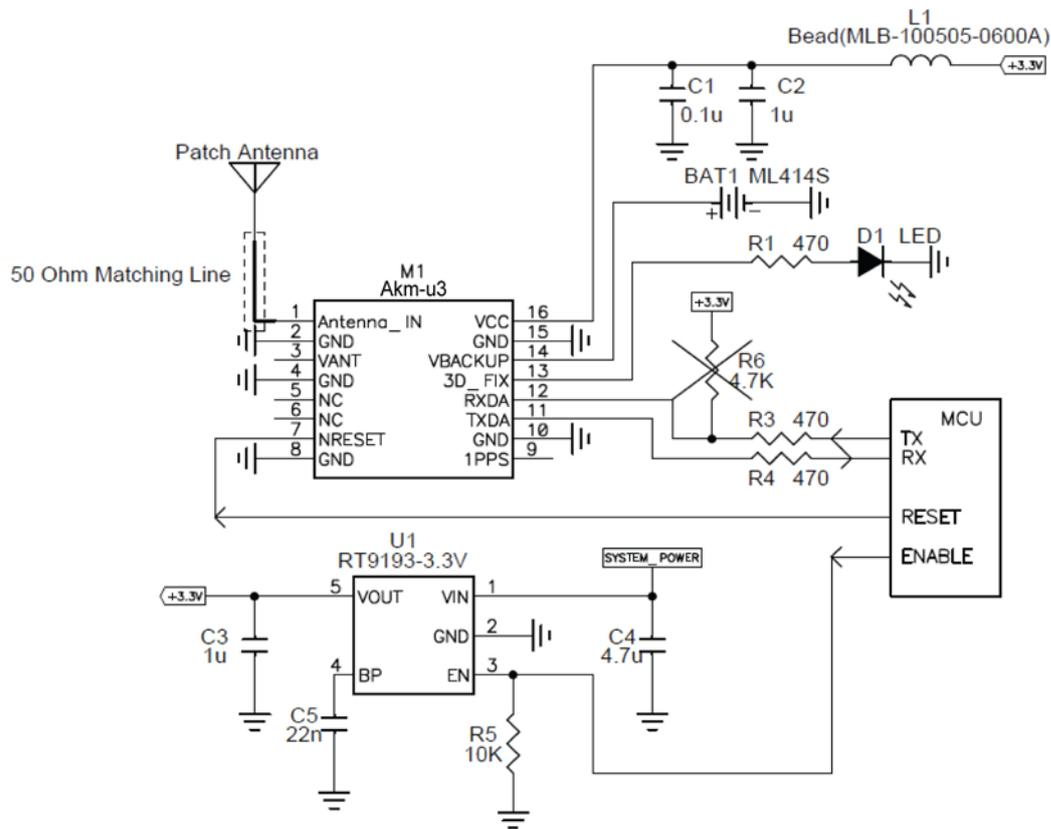 L1
Bead(MLB-100505-0600A)
+3.3V
C1
0.1u
C2
1u
Patch Antenna
BAT1 ML414S
+ -
R1 470
D1 LED
50 Ohm Matching Line
M1
Akm-u3
+3.3V
R6
4.7K
1 Antenna_IN
2 GND
3 VANT
4 GND
5 NC
6 NC
7 NRESET
8 GND
VCC 16
GND 15
VBACKUP 14
3D_FIX 13
RXDA 12
TXDA 11
GND 10
1PPS 9
R3 470
R4 470
MCU
TX
RX
RESET
ENABLE
U1
RT9193-3.3V
SYSTEM_POWER
+3.3V
5 VOUT
VIN 1
GND 2
4 BP
EN 3
C3
1u
C4
4.7u
C5
22n
R5
10K